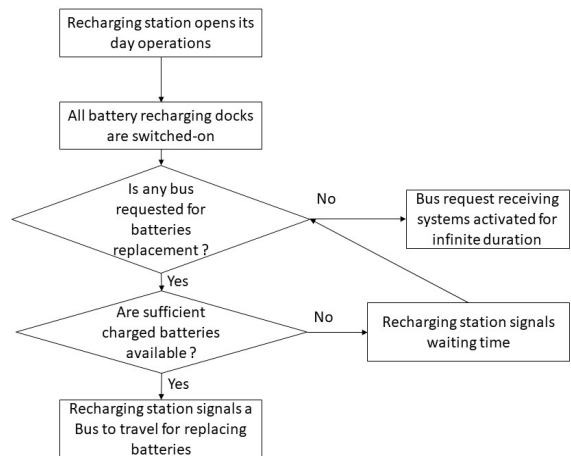 Recharging station opens its
day operations
All battery recharging docks
are switched-on
Is any bus
requested for
batteries
replacement ?
No
Bus request receiving
systems activated for
infinite duration
Yes
Are sufficient
charged batteries
available ?
No
Recharging station signals
waiting time
Yes
Recharging station signals a
Bus to travel for replacing
batteries